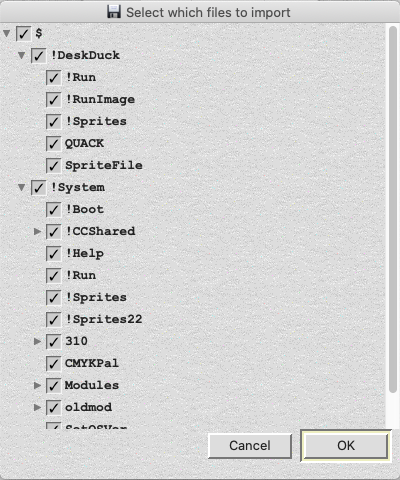 Select which files to import
$
!DeskDuck
!Run
!RunImage
!Sprites
QUACK
SpriteFile
!System
!Boot
!CCShared
!Help
!Run
!Sprites
!Sprites22
310
CMYKPal
Modules
oldmod
SetOSVer
Cancel OK